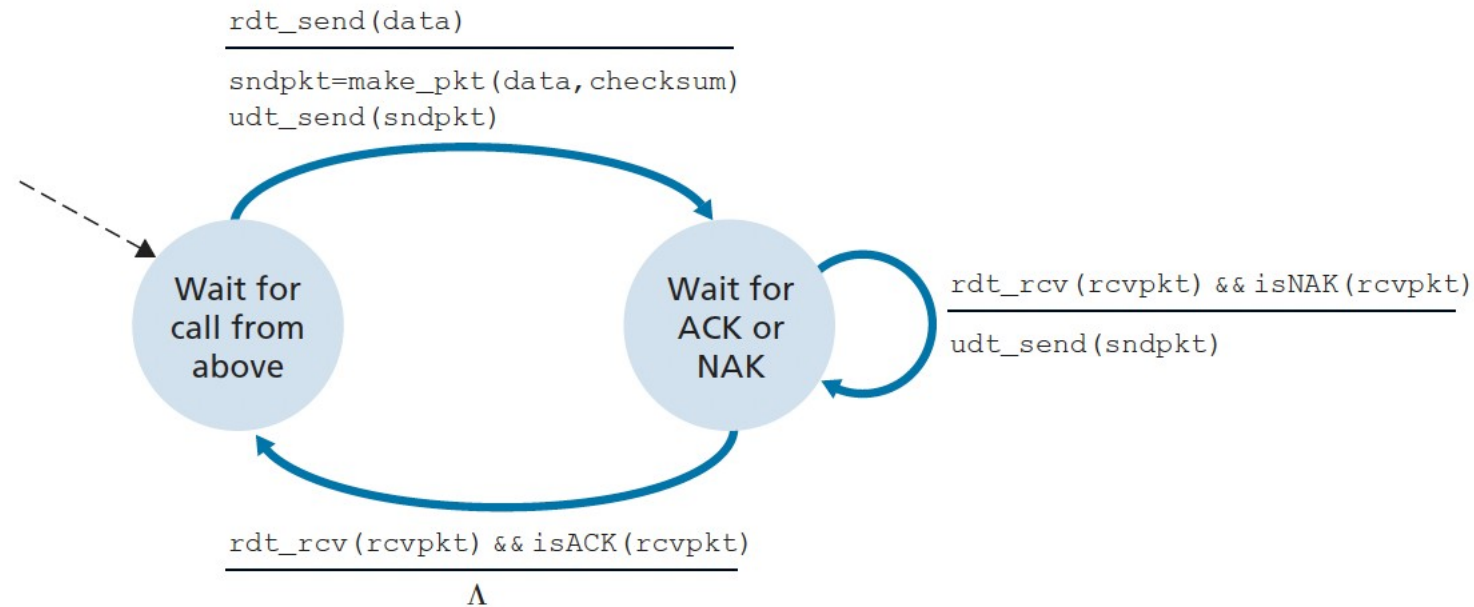 rdt_send(data)
sndpkt=make_pkt(data,checksum)
udt_send(sndpkt)
Wait for
call from
above
Wait for
ACK or
NAK
rdt_rcv(rcvpkt) && isNAK(rcvpkt)
udt_send(sndpkt)
rdt_rcv(rcvpkt) && isACK(rcvpkt)
Λ